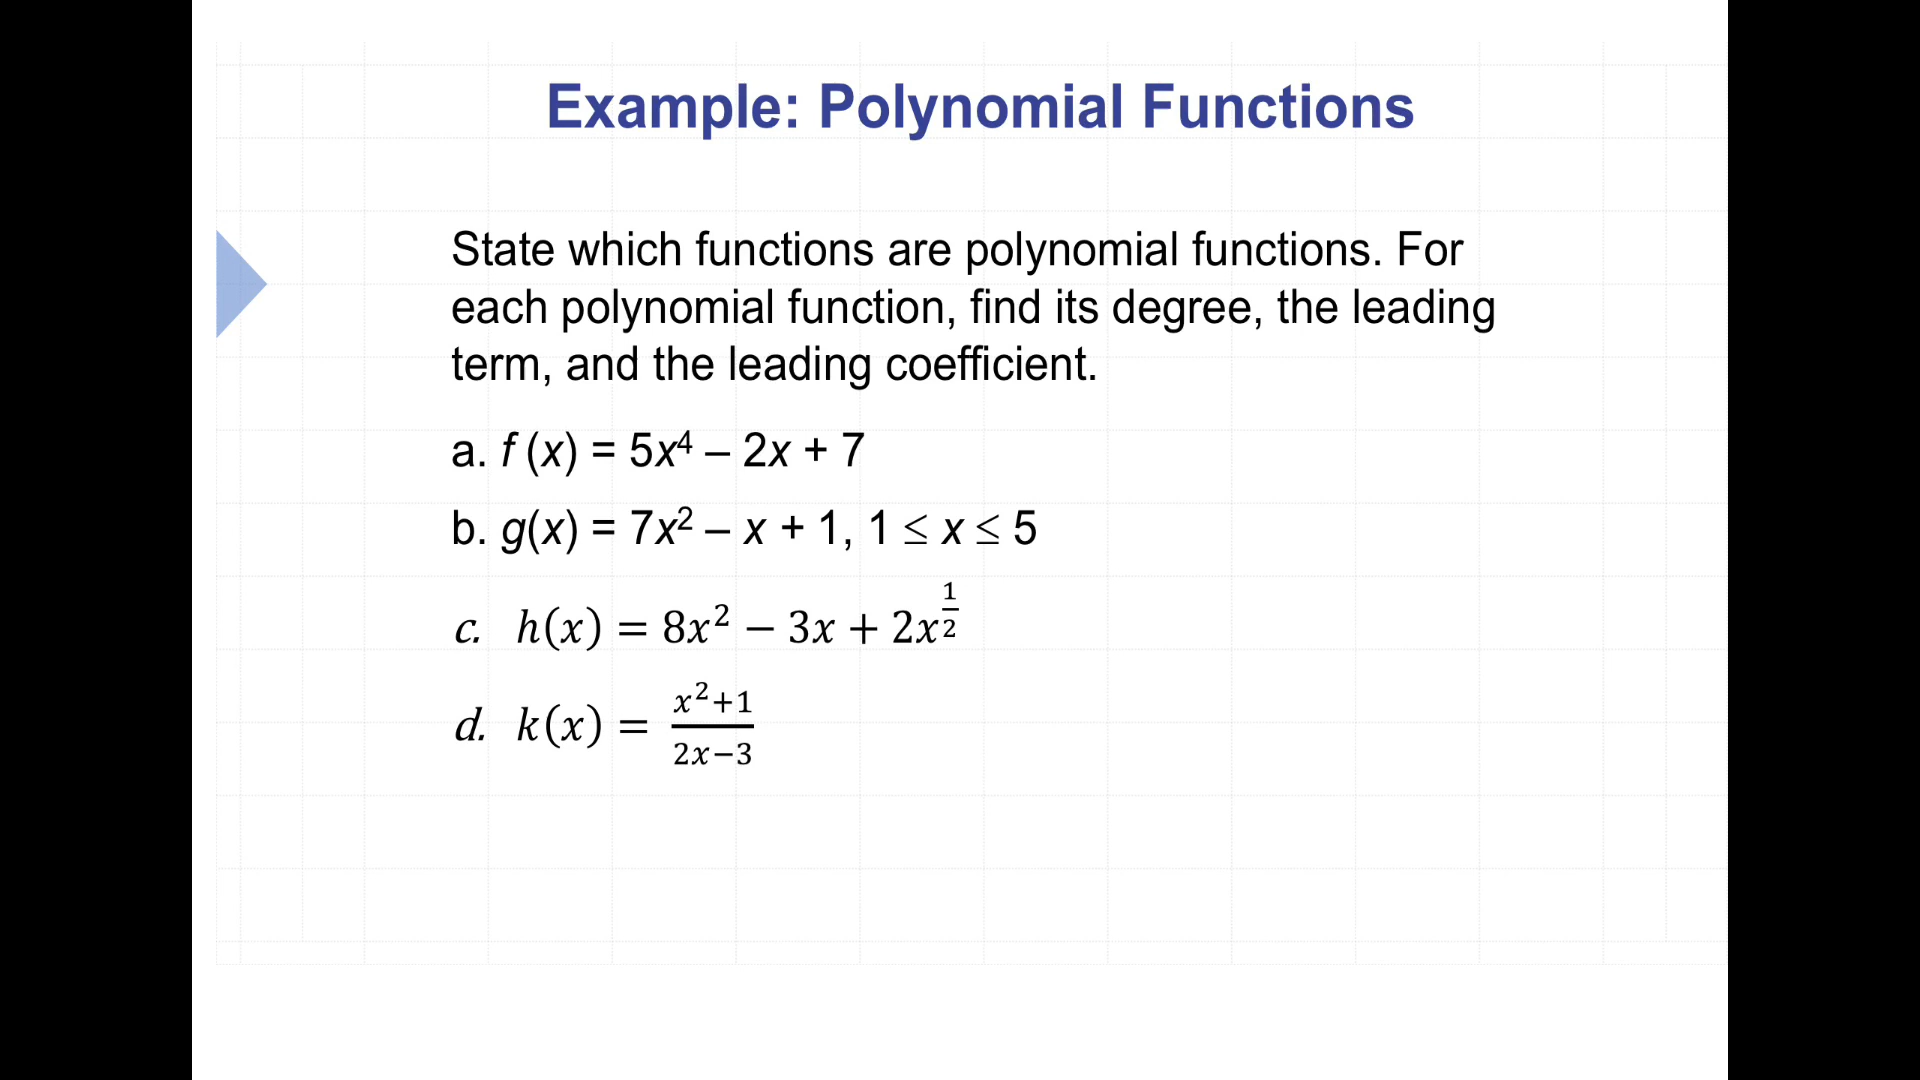 Example: Polynomial Functions
State which functions are polynomial functions. For
each polynomial function, find its degree, the leading
term, and the leading coefficient.
a. f (x) = 5x⁴ – 2x + 7
b. g(x) = 7x² – x + 1, 1 ≤ x ≤ 5
c. h(x) = 8x² − 3x + 2x^(1/2)
d. k(x) = (x²+1)/(2x−3)